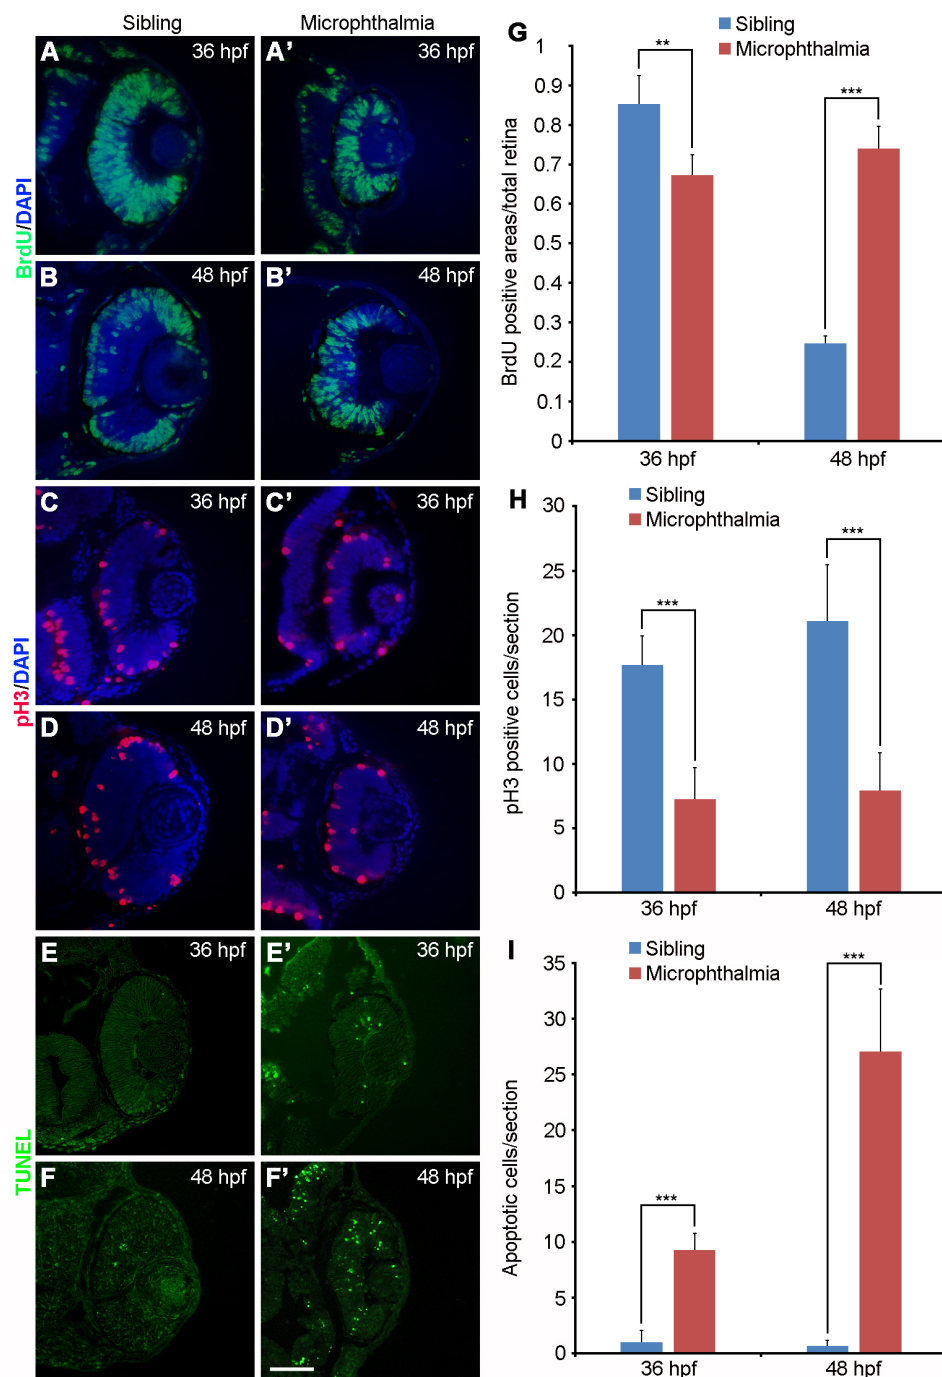 Sibling
Microphthalmia
A 36 hpf
A' 36 hpf
B 48 hpf
B' 48 hpf
BrdU/DAPI
C 36 hpf
C' 36 hpf
D 48 hpf
D' 48 hpf
pH3/DAPI
E 36 hpf
E' 36 hpf
F 48 hpf
F' 48 hpf
TUNEL
G
Sibling
Microphthalmia
BrdU positive areas/total retina
1
0.9
0.8
0.7
0.6
0.5
0.4
0.3
0.2
0.1
0
**
***
36 hpf
48 hpf
H
Sibling
Microphthalmia
pH3 positive cells/section
30
25
20
15
10
5
0
***
***
36 hpf
48 hpf
I
Sibling
Microphthalmia
Apoptotic cells/section
35
30
25
20
15
10
5
0
***
***
36 hpf
48 hpf